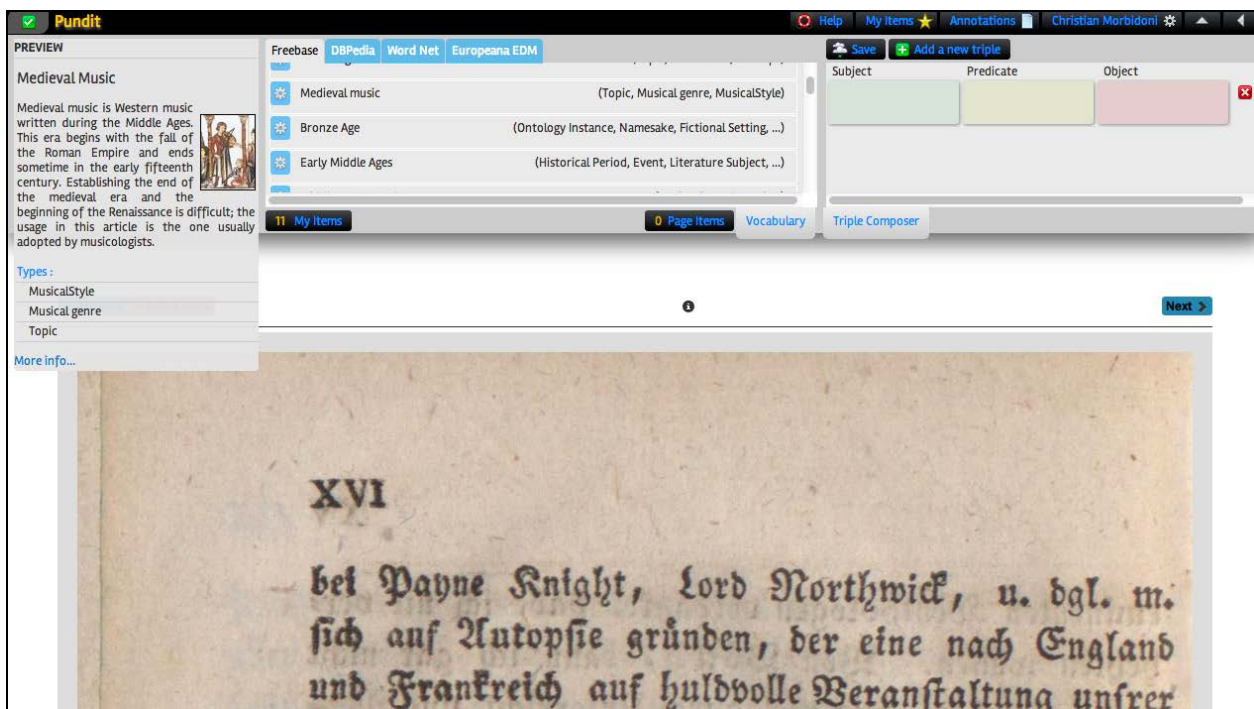 Pundit
Help
My Items
Annotations
Christian Morbidoni
PREVIEW
Medieval Music
Medieval music is Western music
written during the Middle Ages.
This era begins with the fall of
the Roman Empire and ends
sometime in the early fifteenth
century. Establishing the end of
the medieval era and the
beginning of the Renaissance is difficult; the
usage in this article is the one usually
adopted by musicologists.
Types :
MusicalStyle
Musical genre
Topic
More info...
Freebase DBPedia Word Net Europeana EDM
Medieval music (Topic, Musical genre, MusicalStyle)
Bronze Age (Ontology Instance, Namesake, Fictional Setting, ...)
Early Middle Ages (Historical Period, Event, Literature Subject, ...)
11 My Items
0 Page Items
Vocabulary
Save
Add a new triple
Subject Predicate Object
Triple Composer
Next >
XVI
bei Payne Knight, Lord Northwick, u. dgl. m.
ſich auf Autopſie gründen, der eine nach England
und Frankreich auf huldvolle Veranſtaltung unſrer